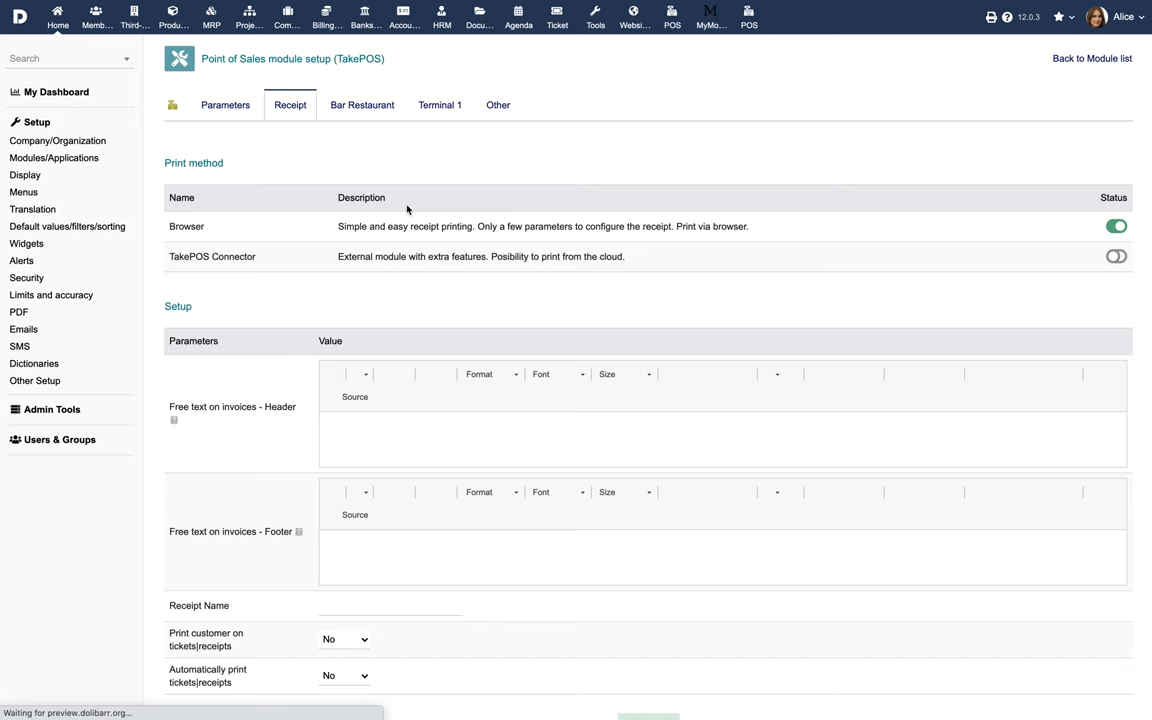 D
Home
Memb...
Third-...
Produ...
MRP
Proje...
Com...
Billing...
Banks...
Accou...
HRM
Docu...
Agenda
Ticket
Tools
Websi...
POS
M
MyMo...
POS
12.0.3
Alice
Search
Point of Sales module setup (TakePOS)
Back to Module list
My Dashboard
Parameters
Receipt
Bar Restaurant
Terminal 1
Other
Setup
Company/Organization
Modules/Applications
Display
Menus
Translation
Default values/filters/sorting
Widgets
Alerts
Security
Limits and accuracy
PDF
Emails
SMS
Dictionaries
Other Setup
Admin Tools
Users & Groups
Print method
Name Description Status
Browser Simple and easy receipt printing. Only a few parameters to configure the receipt. Print via browser.
TakePOS Connector External module with extra features. Posibility to print from the cloud.
Setup
Parameters Value
Free text on invoices - Header
Format Font Size
Source
Free text on invoices - Footer
Format Font Size
Source
Receipt Name
Print customer on
tickets|receipts
No
Automatically print
tickets|receipts
No
Waiting for preview.dolibarr.org...